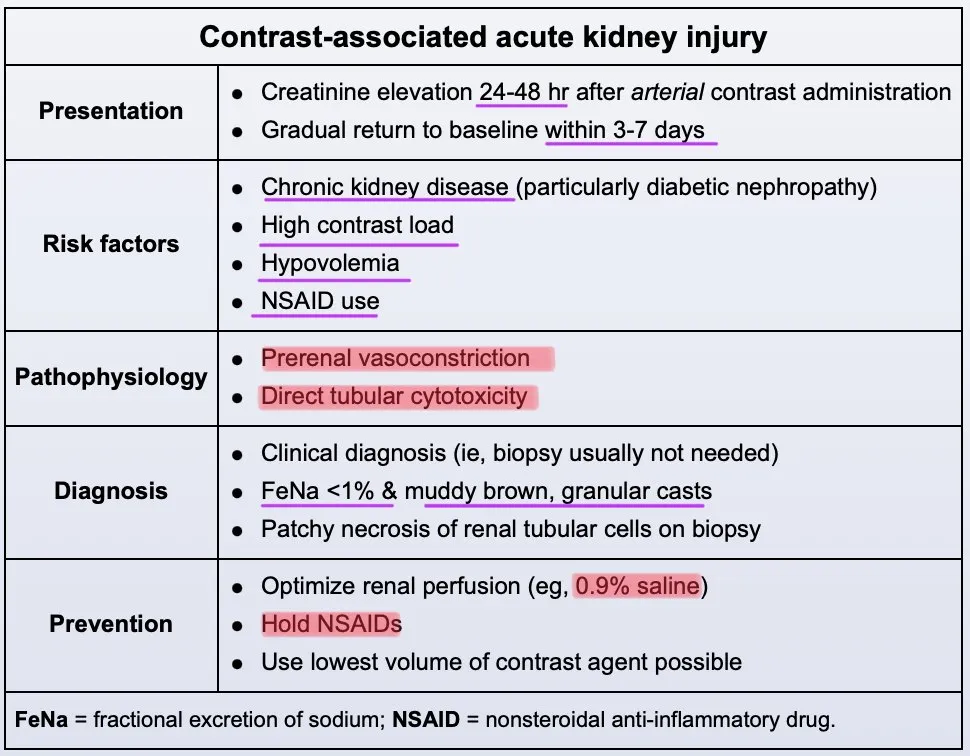 Contrast-associated acute kidney injury
Presentation
• Creatinine elevation 24-48 hr after arterial contrast administration
• Gradual return to baseline within 3-7 days
Risk factors
• Chronic kidney disease (particularly diabetic nephropathy)
• High contrast load
• Hypovolemia
• NSAID use
Pathophysiology
• Prerenal vasoconstriction
• Direct tubular cytotoxicity
Diagnosis
• Clinical diagnosis (ie, biopsy usually not needed)
• FeNa <1% & muddy brown, granular casts
• Patchy necrosis of renal tubular cells on biopsy
Prevention
• Optimize renal perfusion (eg, 0.9% saline)
• Hold NSAIDs
• Use lowest volume of contrast agent possible
FeNa = fractional excretion of sodium; NSAID = nonsteroidal anti-inflammatory drug.